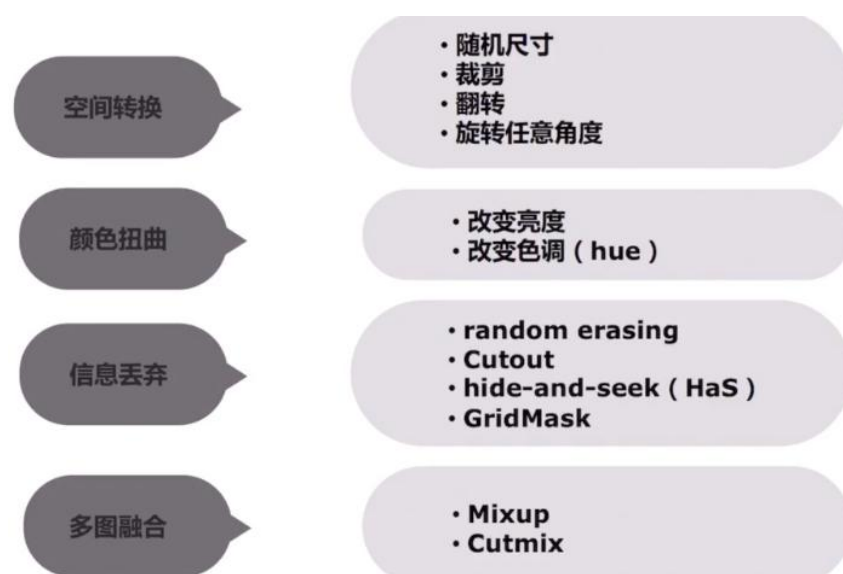 空间转换
・随机尺寸
・裁剪
・翻转
・旋转任意角度
颜色扭曲
・改变亮度
・改变色调（hue）
信息丢弃
・random erasing
・Cutout
・hide-and-seek（HaS）
・GridMask
多图融合
・Mixup
・Cutmix